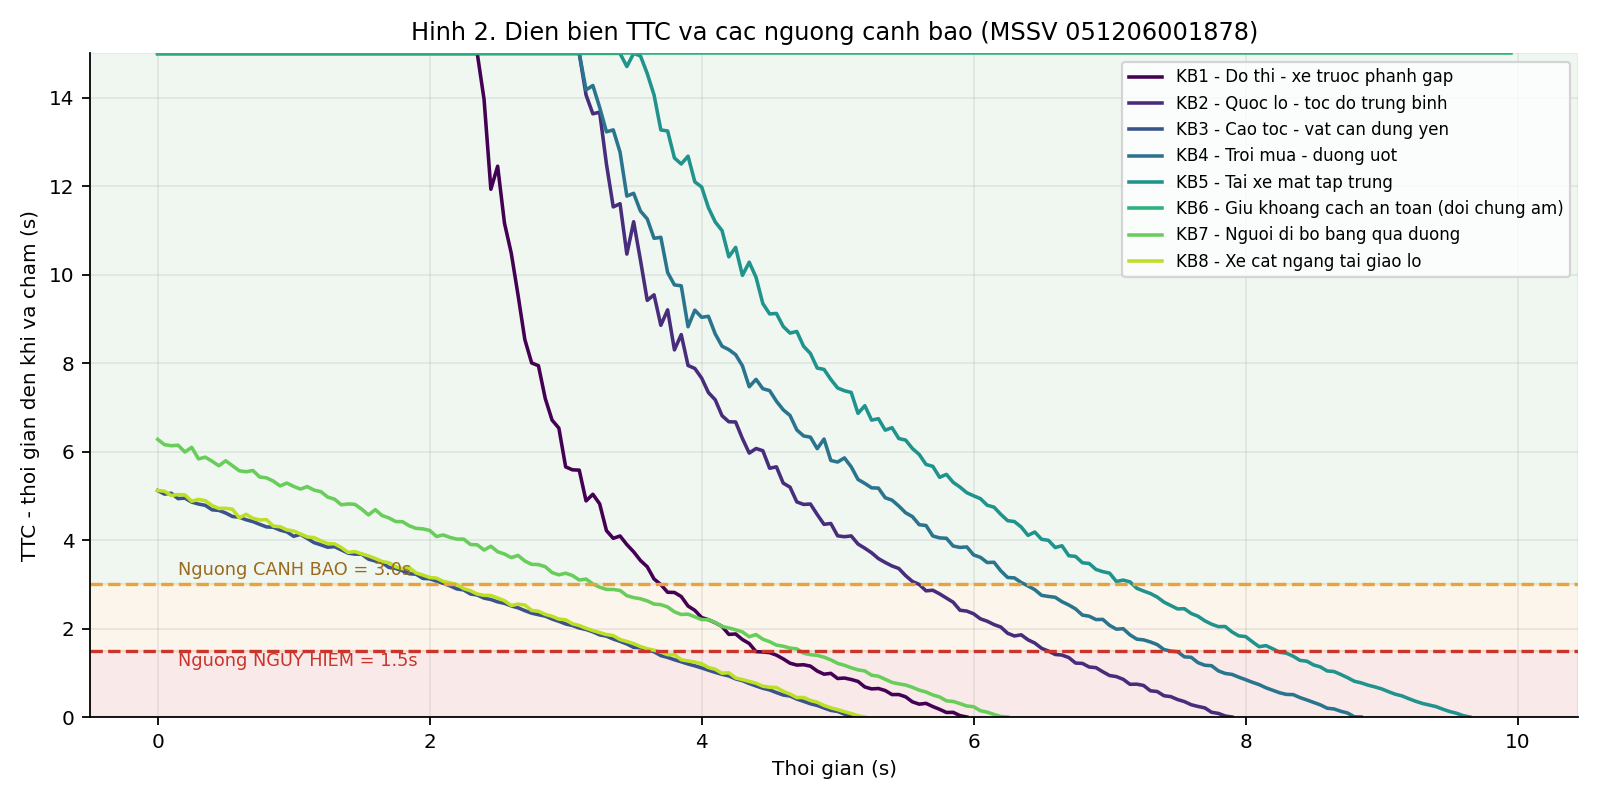 Hinh 2. Dien bien TTC va cac nguong canh bao (MSSV 051206001878)
TTC - thoi gian den khi va cham (s)
14
12
10
8
6
4
2
0
KB1 - Do thi - xe truoc phanh gap
KB2 - Quoc lo - toc do trung binh
KB3 - Cao toc - vat can dung yen
KB4 - Troi mua - duong uot
KB5 - Tai xe mat tap trung
KB6 - Giu khoang cach an toan (doi chung am)
KB7 - Nguoi di bo bang qua duong
KB8 - Xe cat ngang tai giao lo
Nguong CANH BAO = 3.0s
Nguong NGUY HIEM = 1.5s
0 2 4 6 8 10
Thoi gian (s)